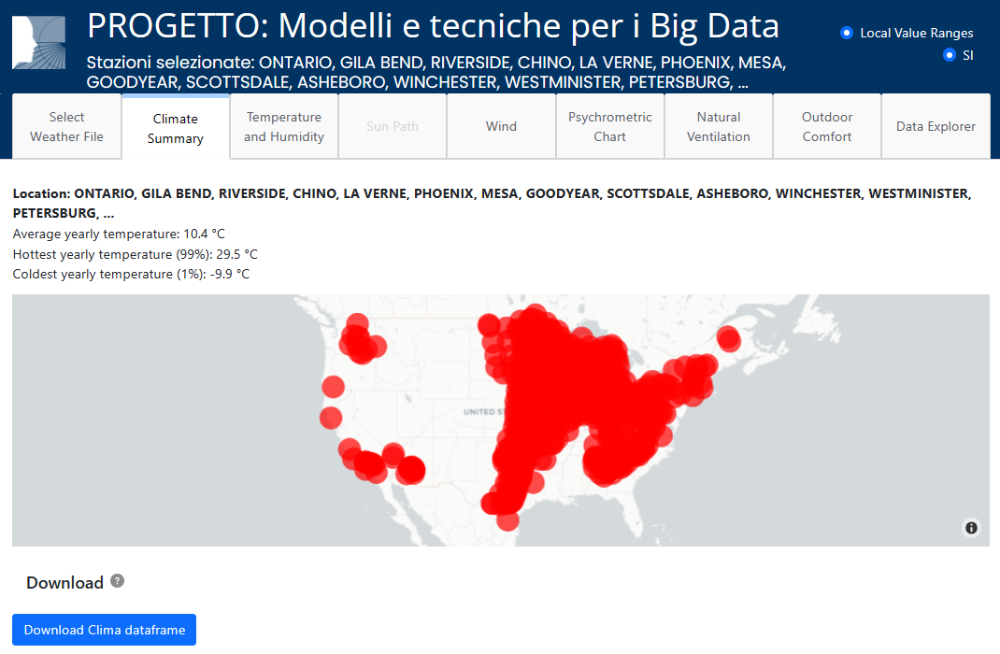 PROGETTO: Modelli e tecniche per i Big Data
Stazioni selezionate: ONTARIO, GILA BEND, RIVERSIDE, CHINO, LA VERNE, PHOENIX, MESA,
GOODYEAR, SCOTTSDALE, ASHEBORO, WINCHESTER, WESTMINISTER, PETERSBURG, ...
Local Value Ranges
SI
Select
Weather File
Climate
Summary
Temperature
and Humidity
Sun Path
Wind
Psychrometric
Chart
Natural
Ventilation
Outdoor
Comfort
Data Explorer
Location: ONTARIO, GILA BEND, RIVERSIDE, CHINO, LA VERNE, PHOENIX, MESA, GOODYEAR, SCOTTSDALE, ASHEBORO, WINCHESTER, WESTMINISTER,
PETERSBURG, ...
Average yearly temperature: 10.4 °C
Hottest yearly temperature (99%): 29.5 °C
Coldest yearly temperature (1%): -9.9 °C
UNITED ST
Download ?
Download Clima dataframe